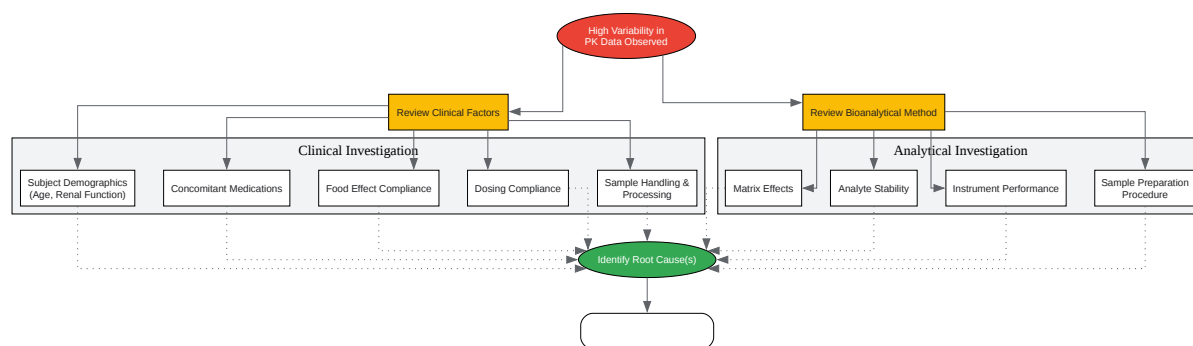 High Variability in
PK Data Observed
Review Clinical Factors
Review Bioanalytical Method
Clinical Investigation
Analytical Investigation
Subject Demographics
(Age, Renal Function)
Concomitant Medications
Food Effect Compliance
Dosing Compliance
Sample Handling &
Processing
Matrix Effects
Analyte Stability
Instrument Performance
Sample Preparation
Procedure
Identify Root Cause(s)